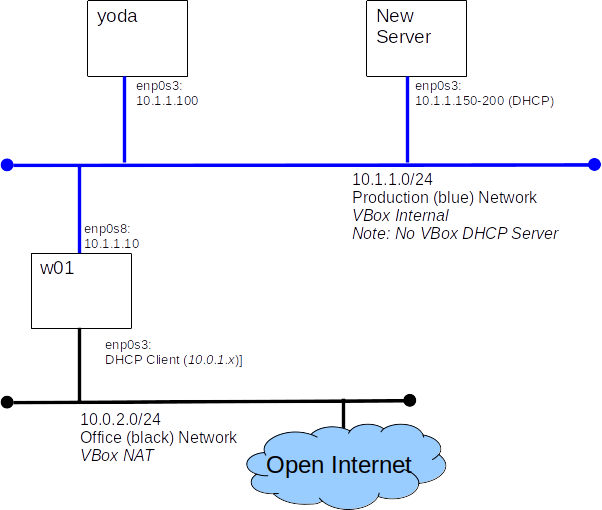 yoda
New
Server
enp0s3:
10.1.1.100
enp0s3:
10.1.1.150-200 (DHCP)
10.1.1.0/24
Production (blue) Network
VBox Internal
Note: No VBox DHCP Server
enp0s8:
10.1.1.10
w01
enp0s3:
DHCP Client (10.0.1.x)]
10.0.2.0/24
Office (black) Network
VBox NAT
Open Internet